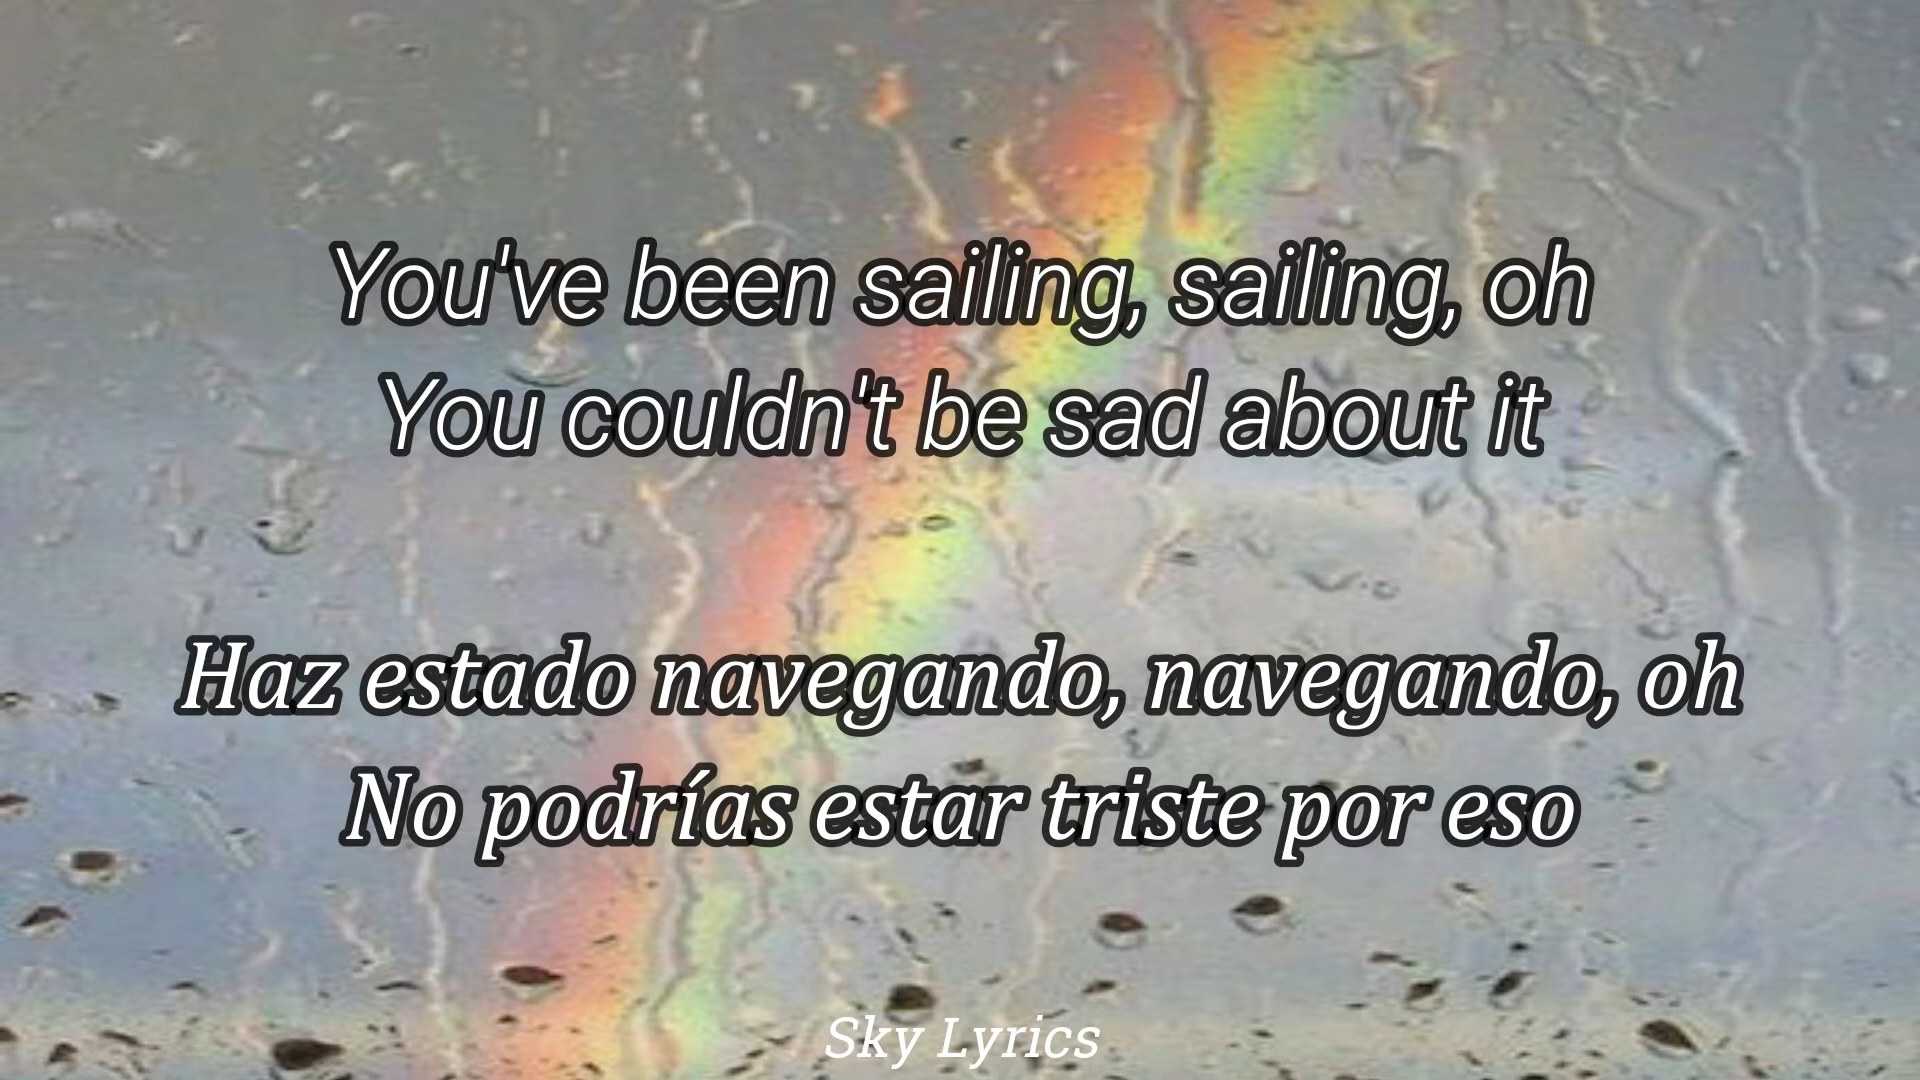 You've been sailing, sailing, oh
You couldn't be sad about it
Haz estado navegando, navegando, oh
No podrías estar triste por eso
Sky Lyrics